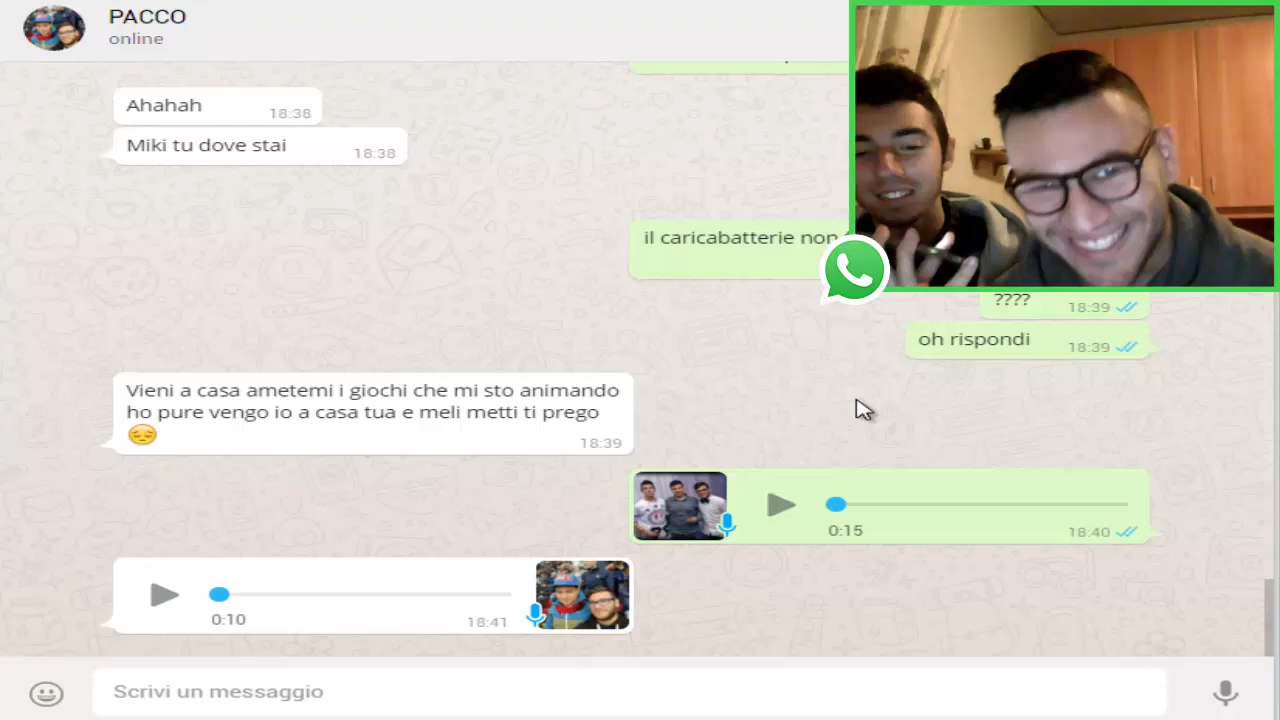 PACCO
online
Ahahah
18:38
Miki tu dove stai
18:38
il caricabatterie non
????
18:39
oh rispondi
18:39
Vieni a casa ametemi i giochi che mi sto animando
ho pure vengo io a casa tua e meli metti ti prego
18:39
0:15
18:40
0:10
18:41
Scrivi un messaggio